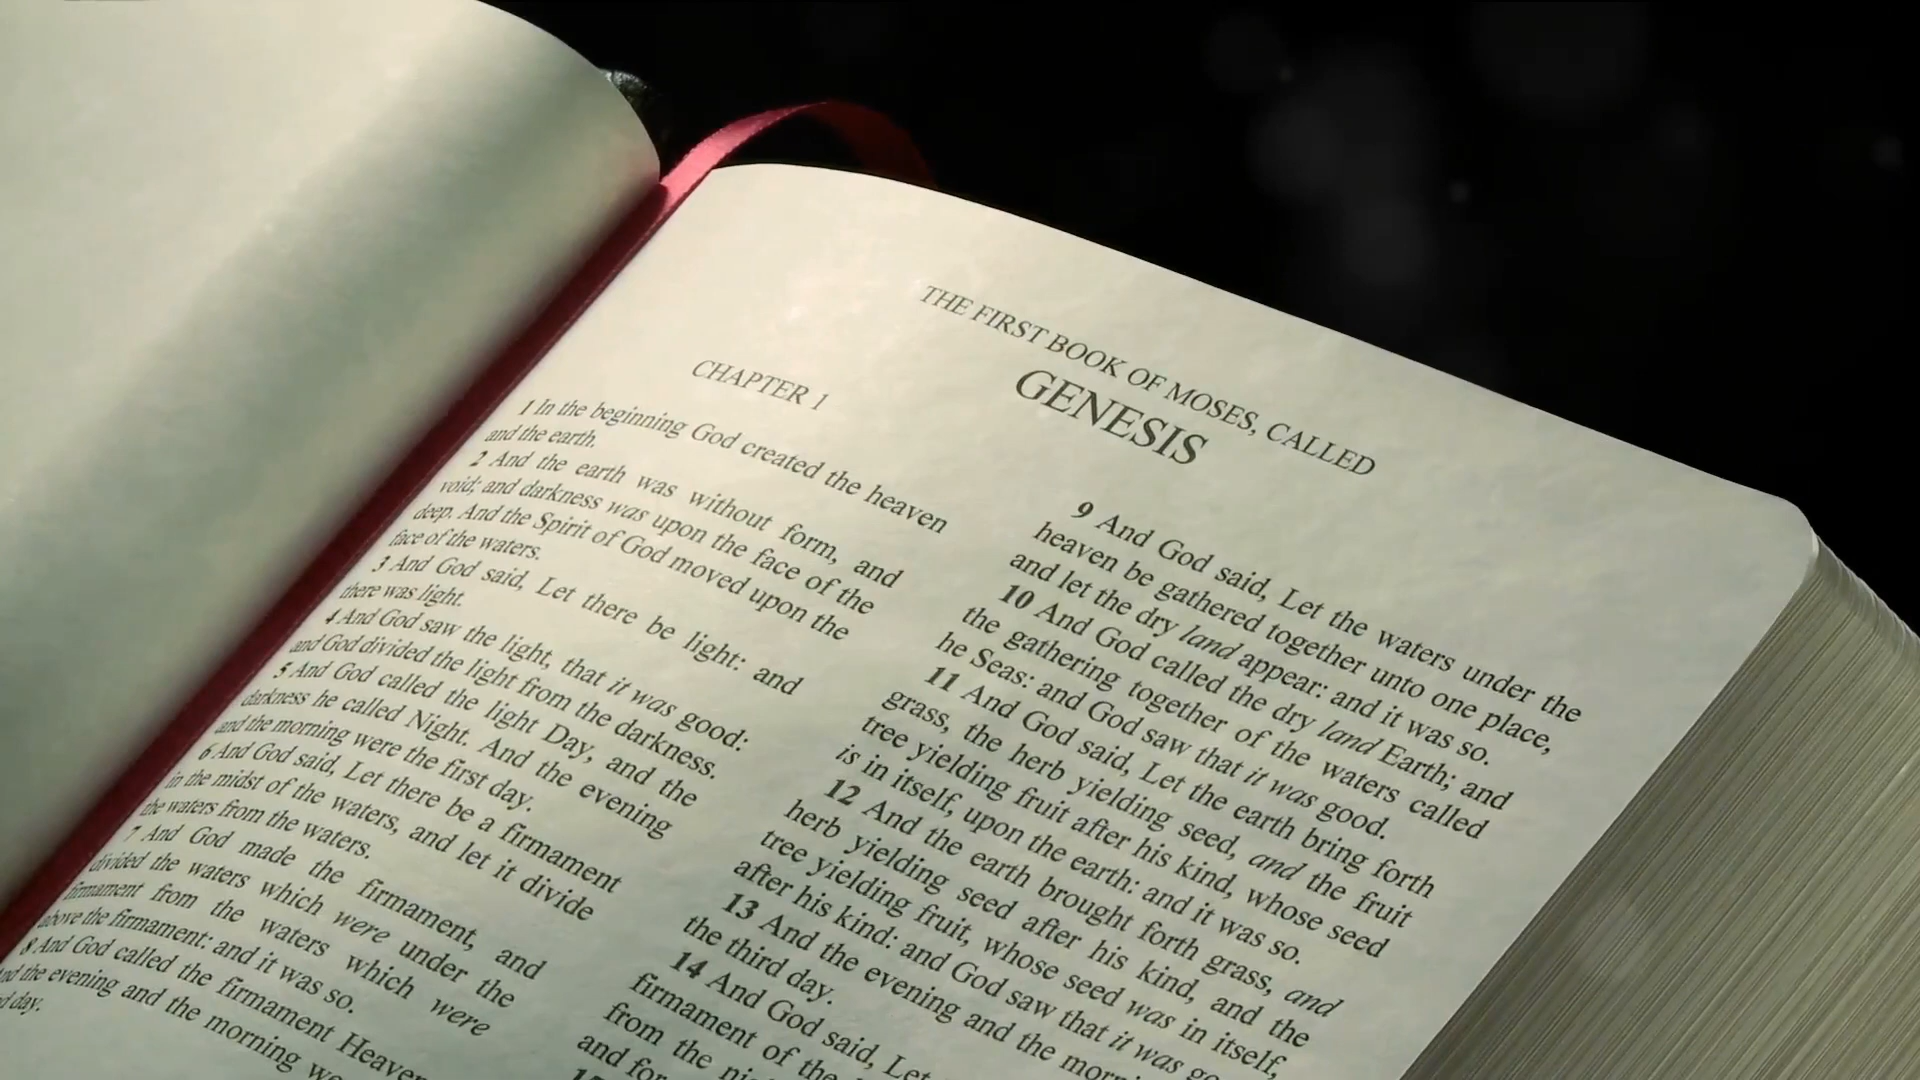 THE FIRST BOOK OF MOSES, CALLED
GENESIS
CHAPTER 1
1 In the beginning God created the heaven
and the earth.
2 And the earth was without form, and
void; and darkness was upon the face of the
deep. And the Spirit of God moved upon the
face of the waters.
3 And God said, Let there be light: and
there was light.
4 And God saw the light, that it was good:
and God divided the light from the darkness.
5 And God called the light Day, and the
darkness he called Night. And the evening
and the morning were the first day.
6 And God said, Let there be a firmament
in the midst of the waters, and let it divide
the waters from the waters.
7 And God made the firmament, and
divided the waters which were under the
firmament from the waters which were
above the firmament: and it was so.
8 And God called the firmament Heaven
And the evening and the morning
day.
9 And God said, Let the waters under the
heaven be gathered together unto one place,
and let the dry land appear: and it was so.
10 And God called the dry land Earth; and
the gathering together of the waters called
he Seas: and God saw that it was good.
11 And God said, Let the earth bring forth
grass, the herb yielding seed, and the fruit
tree yielding fruit after his kind, whose seed
is in itself, upon the earth: and it was so.
12 And the earth brought forth grass, and
herb yielding seed after his kind, and the
tree yielding fruit, whose seed was in itself,
after his kind: and God saw that it was
13 And the evening and the
the third day.
14 And God said, Let
firmament of the
from the
and for